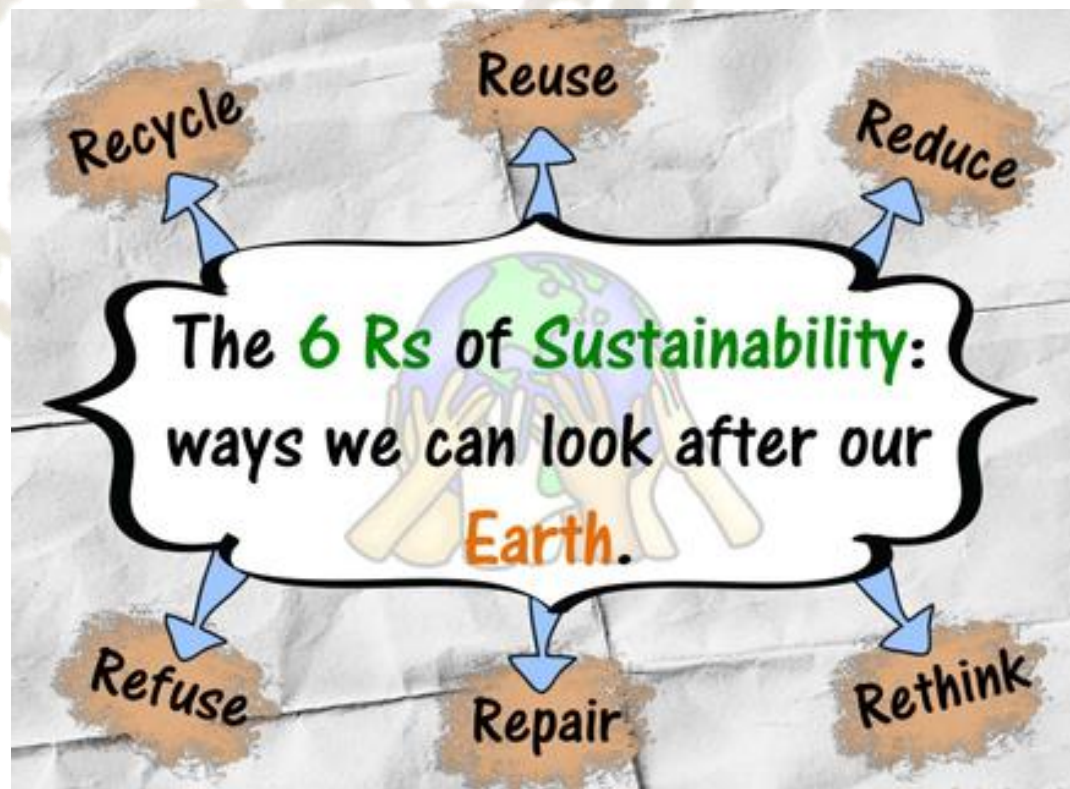 Recycle
Reuse
Reduce
The 6 Rs of Sustainability:
ways we can look after our
Earth.
Refuse
Repair
Rethink